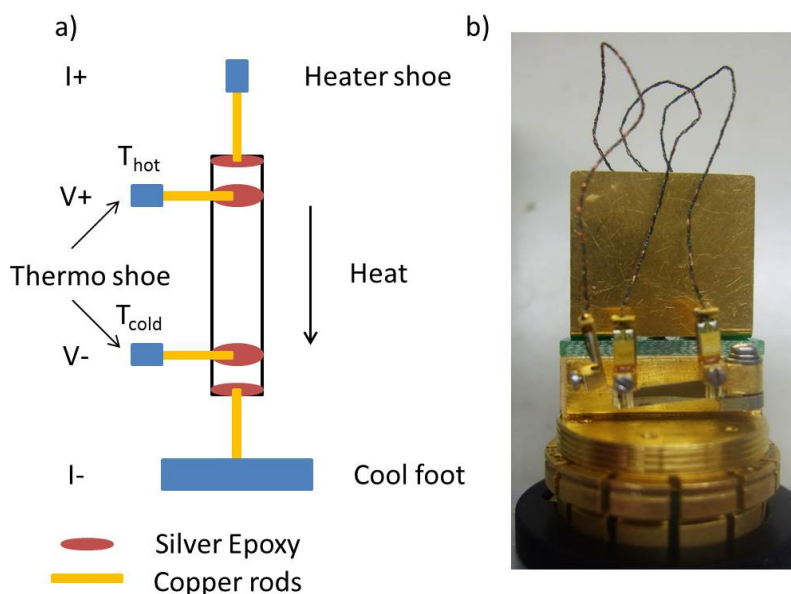 a)
b)
I+
Heater shoe
T_hot
V+
Thermo shoe
Heat
T_cold
V-
I-
Cool foot
Silver Epoxy
Copper rods